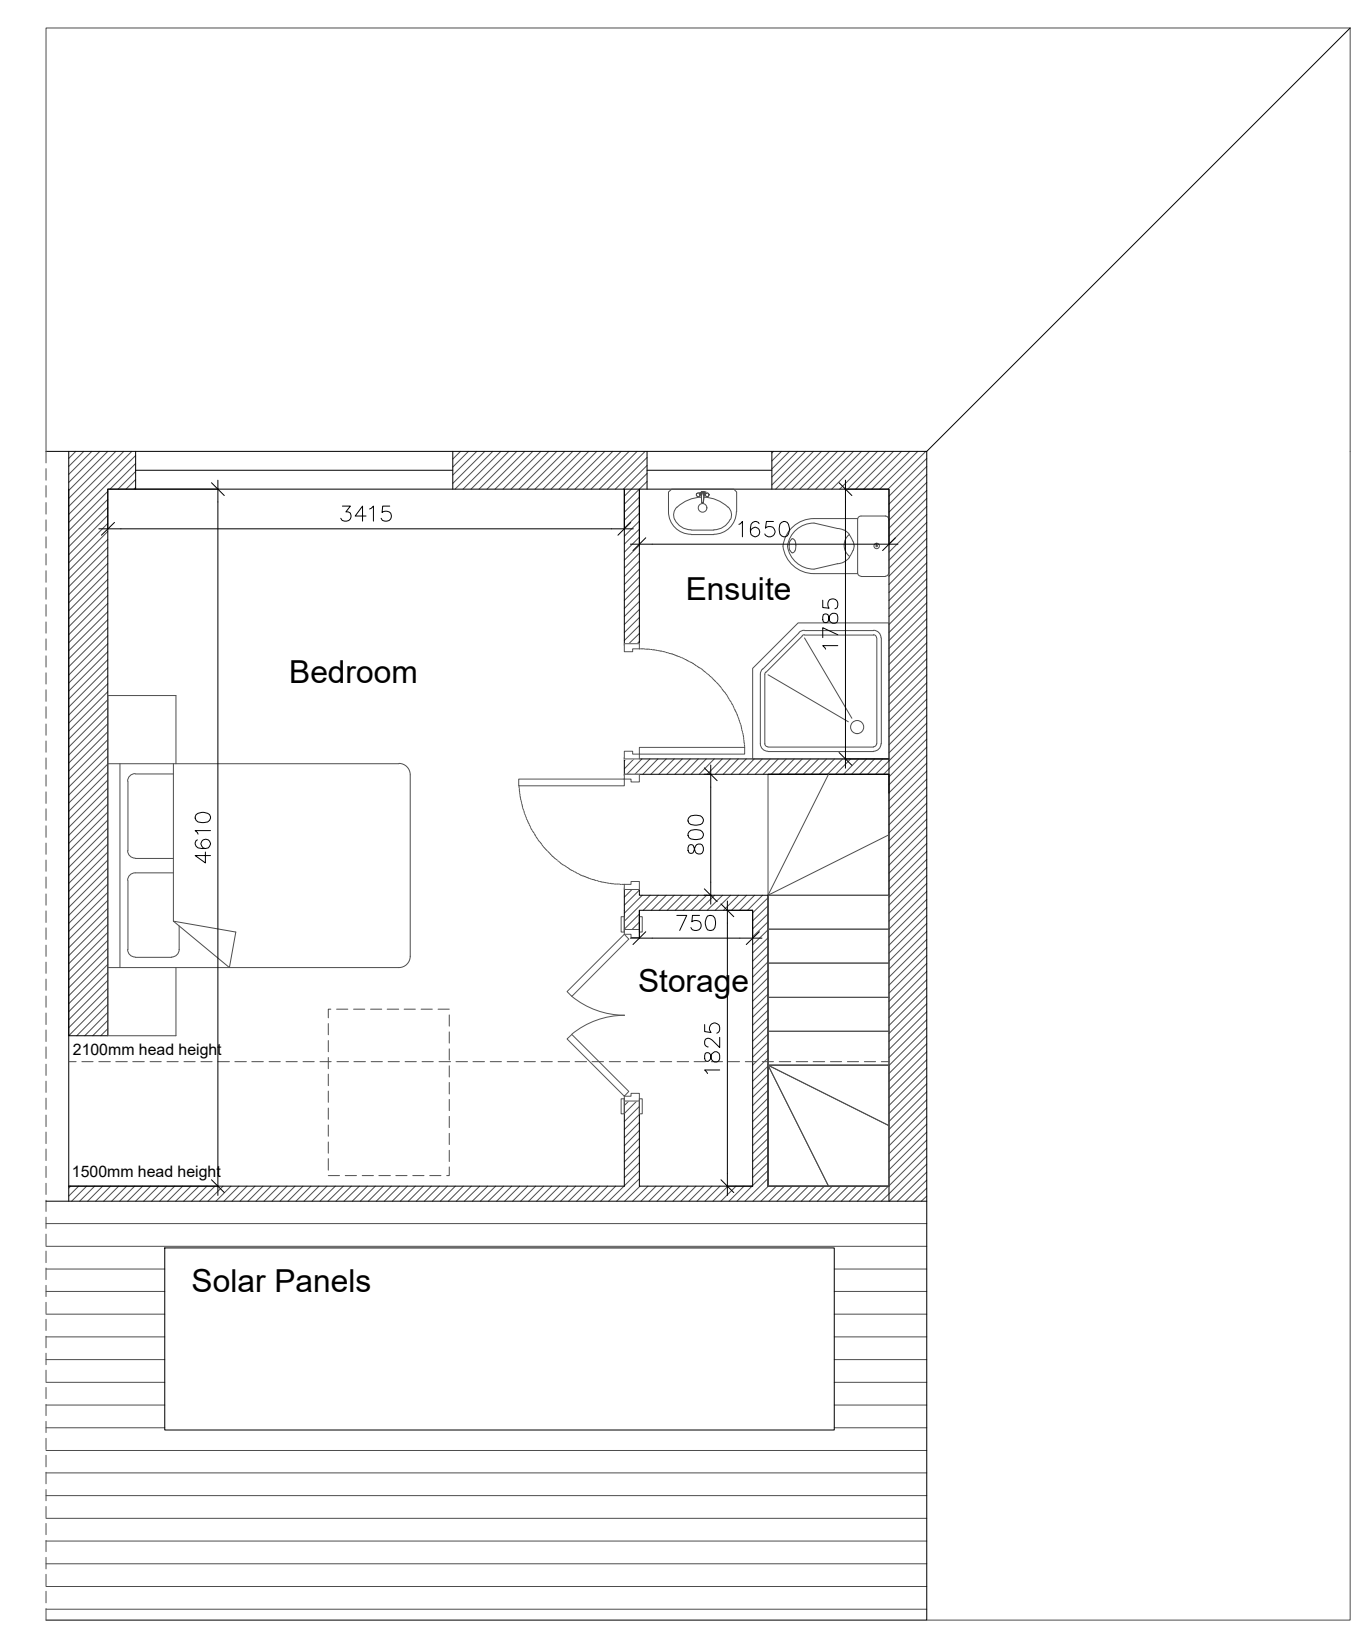 3415
1650
Ensuite
1785
Bedroom
4610
800
750
Storage
1825
2100mm head height
1500mm head height
Solar Panels